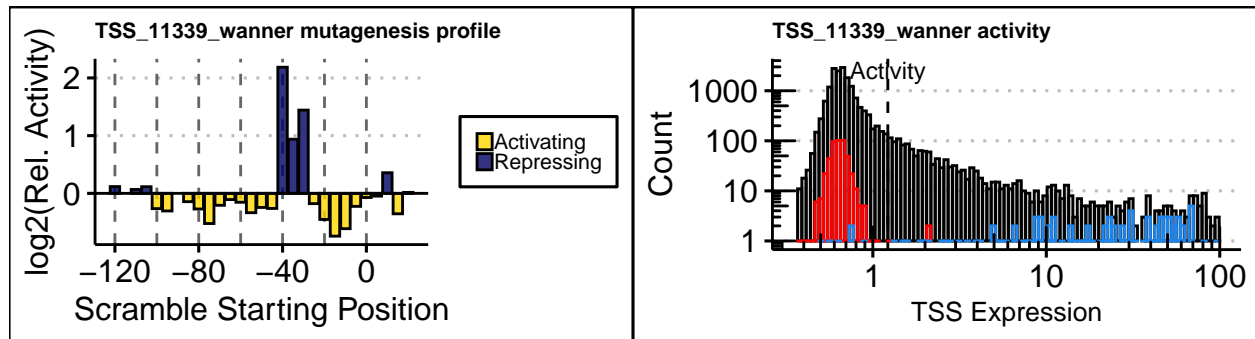 TSS_11339_wanner mutagenesis profile
log2(Rel. Activity)
2
1
0
−120
−80
−40
0
Scramble Starting Position
Activating
Repressing
TSS_11339_wanner activity
Activity
Count
1000
100
10
1
1
10
100
TSS Expression